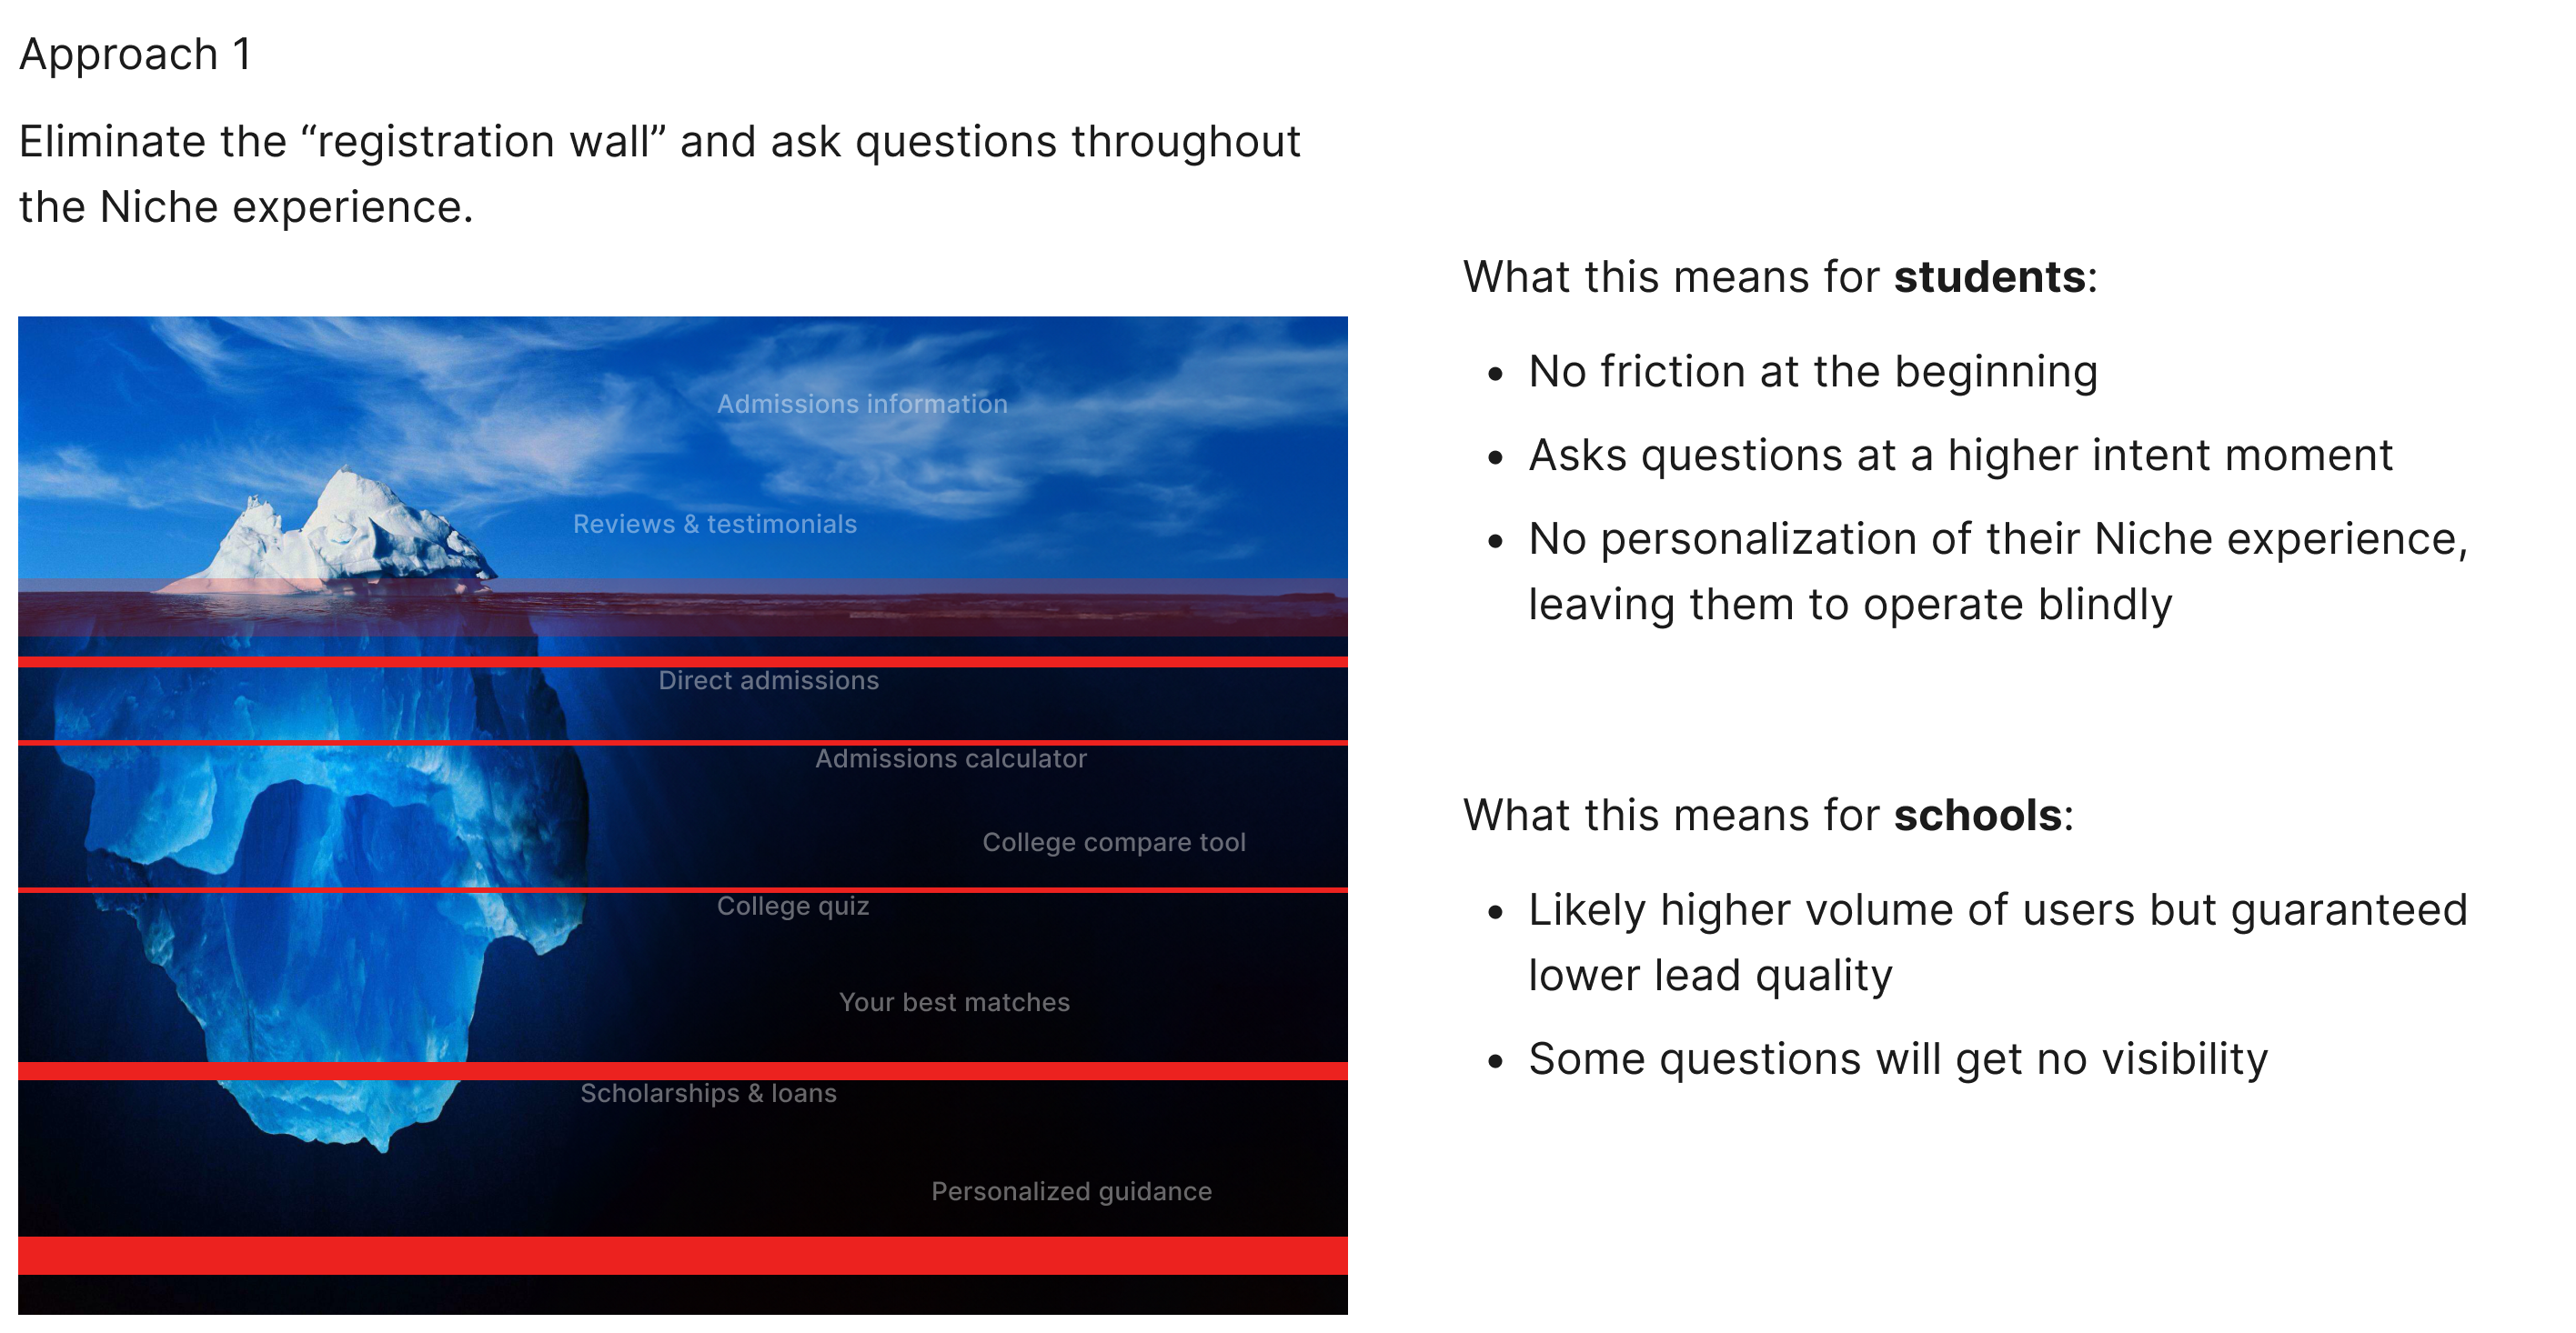 Approach 1
Eliminate the “registration wall” and ask questions throughout
the Niche experience.
Admissions information
Reviews & testimonials
Direct admissions
Admissions calculator
College compare tool
College quiz
Your best matches
Scholarships & loans
Personalized guidance
What this means for students:
• No friction at the beginning
• Asks questions at a higher intent moment
• No personalization of their Niche experience,
leaving them to operate blindly
What this means for schools:
• Likely higher volume of users but guaranteed
lower lead quality
• Some questions will get no visibility